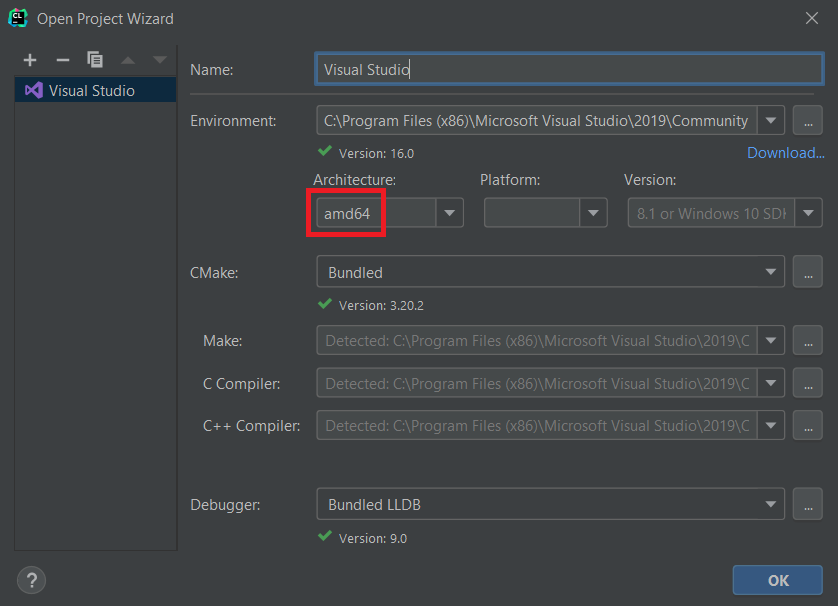 CL
Open Project Wizard
Visual Studio
Name: Visual Studio
Environment: C:\Program Files (x86)\Microsoft Visual Studio\2019\Community ...
Version: 16.0 Download...
Architecture: Platform: Version:
amd64 8.1 or Windows 10 SDK
CMake: Bundled ...
Version: 3.20.2
Make: Detected: C:\Program Files (x86)\Microsoft Visual Studio\2019\C ...
C Compiler: Detected: C:\Program Files (x86)\Microsoft Visual Studio\2019\C ...
C++ Compiler: Detected: C:\Program Files (x86)\Microsoft Visual Studio\2019\C ...
Debugger: Bundled LLDB ...
Version: 9.0
? OK